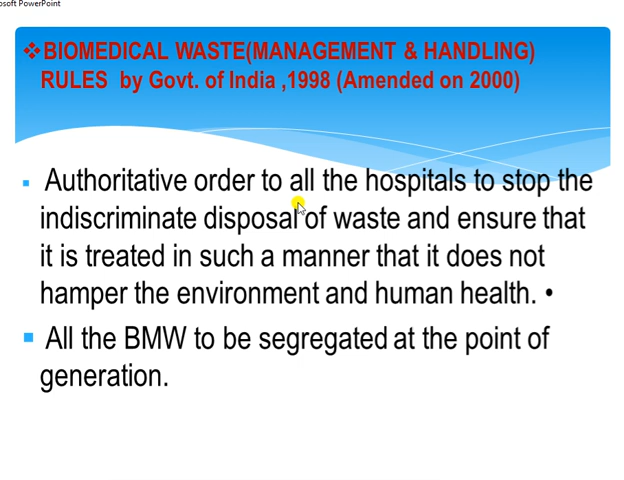 osoft PowerPoint
❖BIOMEDICAL WASTE(MANAGEMENT & HANDLING)
RULES by Govt. of India ,1998 (Amended on 2000)
▪ Authoritative order to all the hospitals to stop the
indiscriminate disposal of waste and ensure that
it is treated in such a manner that it does not
hamper the environment and human health. •
▪ All the BMW to be segregated at the point of
generation.